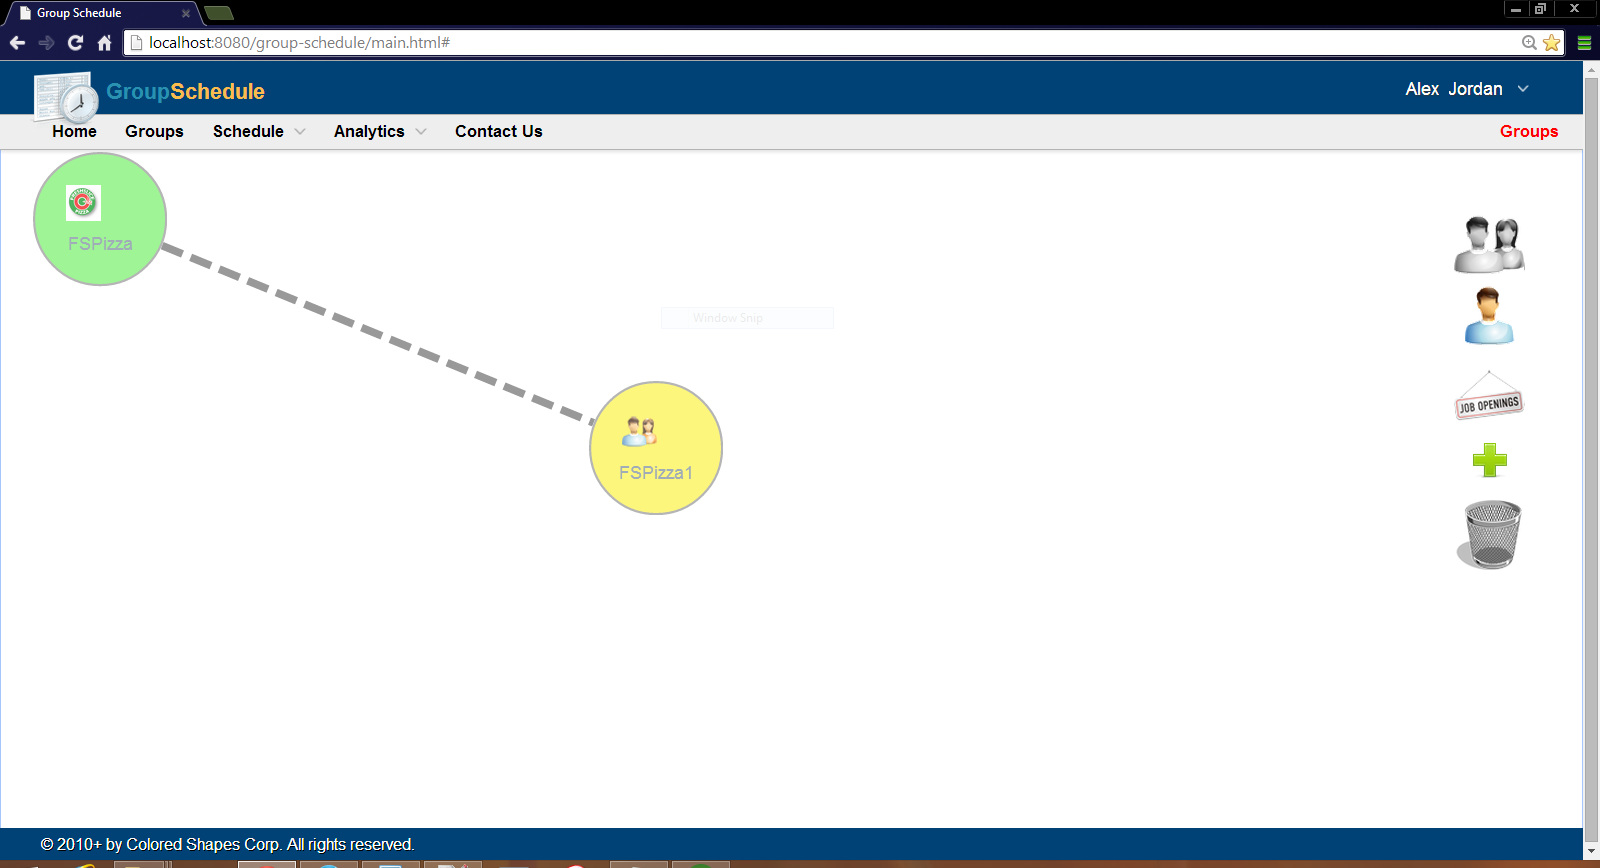 Group Schedule
localhost:8080/group-schedule/main.html#
GroupSchedule
Alex Jordan
Home Groups Schedule Analytics Contact Us Groups
FSPizza
Window Snip
JOB OPENINGS
FSPizza1
© 2010+ by Colored Shapes Corp. All rights reserved.